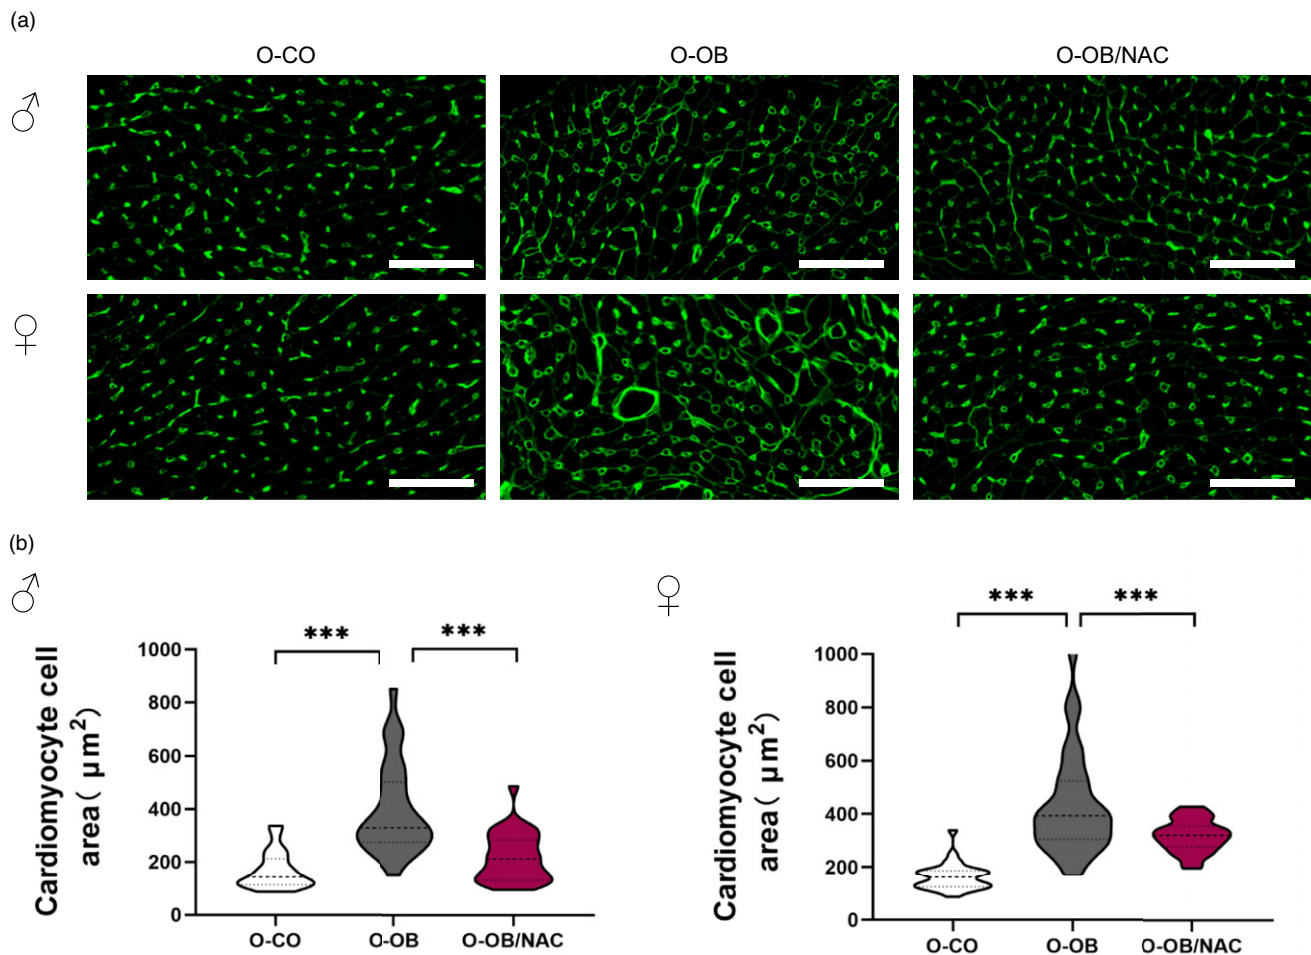 (a)
O-CO O-OB O-OB/NAC
♂
♀
(b)
♂
Cardiomyocyte cell
area( μm²)
*** ***
1000
800
600
400
200
0
O-CO O-OB O-OB/NAC
♀
Cardiomyocyte cell
area( μm²)
*** ***
1000
800
600
400
200
0
O-CO O-OB O-OB/NAC